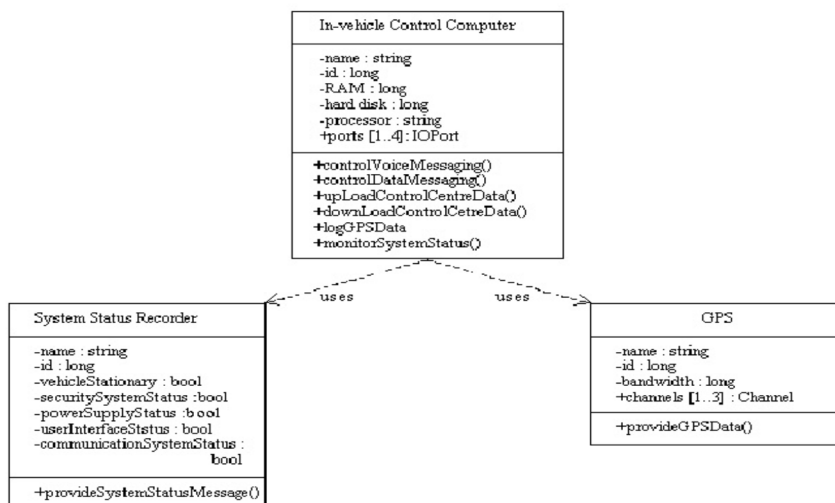 In-vehicle Control Computer
-name : string
-id : long
-RAM : long
-hard disk : long
-processor : string
+ports [1..4]: IOPort
+controlVoiceMessaging()
+controlDataMessaging()
+upLoadControlCentreData()
+downLoadControlCetreData()
+logGPSData
+monitorSystemStatus()
uses
uses
System Status Recorder
-name : string
-id : long
-vehicleStationary : bool
-securitySystemStatus :bool
-powerSupplyStatus :bool
-userInterfaceStstus : bool
-communicationSystemStatus :
bool
+provideSystemStatusMessage()
GPS
-name : string
-id : long
-bandwidth : long
+channels [1..3] : Channel
+provideGPSData()